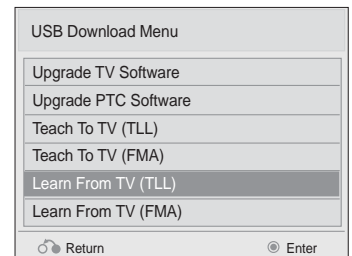 USB Download Menu
Upgrade TV Software
Upgrade PTC Software
Teach To TV (TLL)
Teach To TV (FMA)
Learn From TV (TLL)
Learn From TV (FMA)
Return Enter